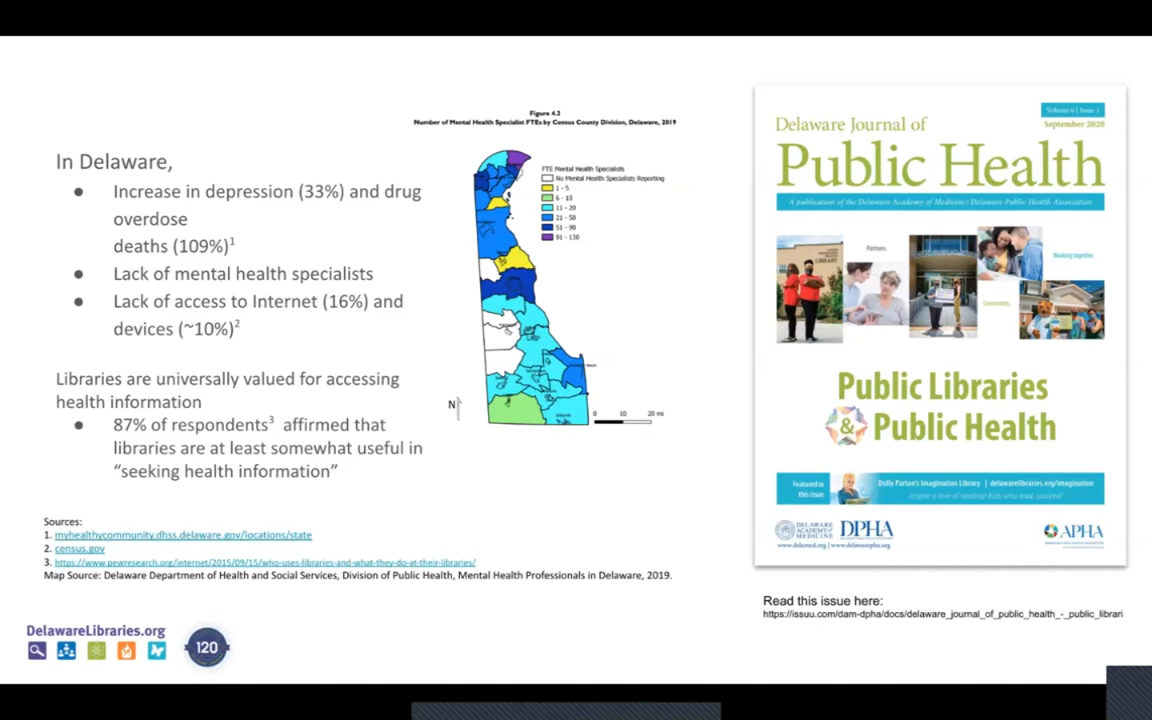 In Delaware,
● Increase in depression (33%) and drug
overdose
deaths (109%)1
● Lack of mental health specialists
● Lack of access to Internet (16%) and
devices (~10%)2
Libraries are universally valued for accessing
health information
● 87% of respondents3 affirmed that
libraries are at least somewhat useful in
“seeking health information”
Sources:
1. myhealthycommunity.dhss.delaware.gov/locations/state
2. census.gov
3. https://www.pewresearch.org/internet/2015/09/15/who-uses-libraries-and-what-they-do-at-their-libraries/
Map Source: Delaware Department of Health and Social Services, Division of Public Health, Mental Health Professionals in Delaware, 2019.
DelawareLibraries.org
120
Figure 4.2
Number of Mental Health Specialist FTEs by Census County Division, Delaware, 2019
FTE Mental Health Specialists
No Mental Health Specialists Reporting
1 - 5
6 - 10
11 - 20
21 - 50
51 - 90
91 - 130
N
0 10 20 mi
Volume 6 | Issue 3
September 2020
Delaware Journal of
Public Health
A publication of the Delaware Academy of Medicine / Delaware Public Health Association
LIBRARY
Partners.
Working together.
Community.
Public Libraries
& Public Health
Featured in
this issue
Dolly Parton's Imagination Library | delawarelibraries.org/imagination
Inspire a love of reading! Kids who read, succeed!
DELAWARE
ACADEMY of
MEDICINE
DPHA
www.delamed.org | www.delawarepha.org
APHA
Read this issue here:
https://issuu.com/dam-dpha/docs/delaware_journal_of_public_health_-_public_librari